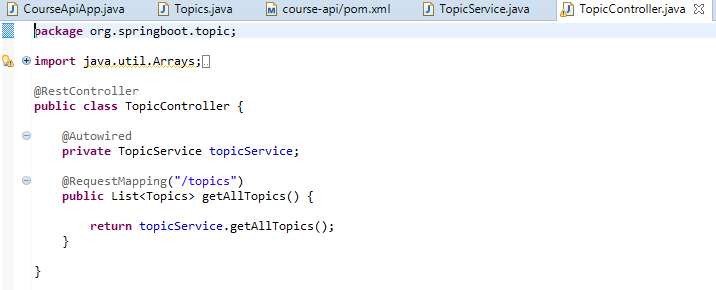 CourseApiApp.java Topics.java course-api/pom.xml TopicService.java TopicController.java
package org.springboot.topic;
import java.util.Arrays;
@RestController
public class TopicController {
@Autowired
private TopicService topicService;
@RequestMapping("/topics")
public List<Topics> getAllTopics() {
return topicService.getAllTopics();
}
}